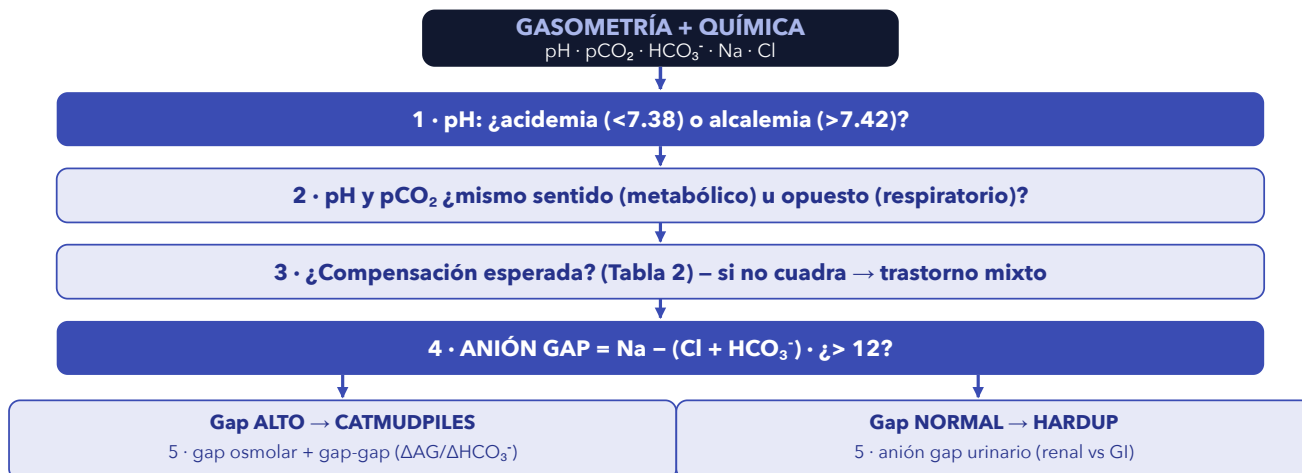 GASOMETRÍA + QUÍMICA
pH · pCO₂ · HCO₃⁻ · Na · Cl
1 · pH: ¿acidemia (<7.38) o alcalemia (>7.42)?
2 · pH y pCO₂ ¿mismo sentido (metabólico) u opuesto (respiratorio)?
3 · ¿Compensación esperada? (Tabla 2) – si no cuadra → trastorno mixto
4 · ANIÓN GAP = Na – (Cl + HCO₃⁻) · ¿> 12?
Gap ALTO → CATMUDPILES
5 · gap osmolar + gap-gap (ΔAG/ΔHCO₃⁻)
Gap NORMAL → HARDUP
5 · anión gap urinario (renal vs GI)